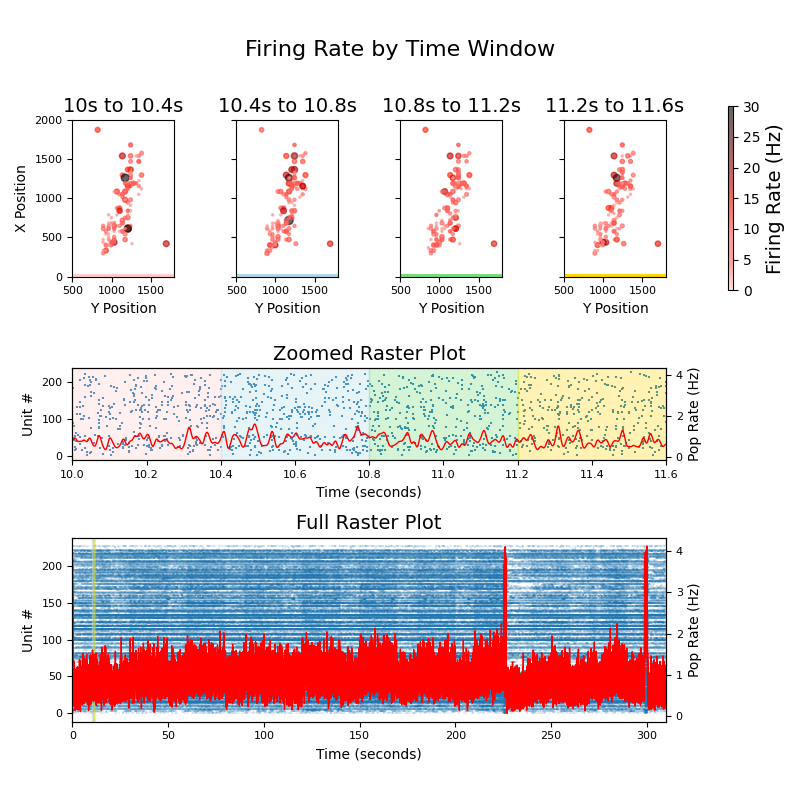 Firing Rate by Time Window
10s to 10.4s 10.4s to 10.8s 10.8s to 11.2s 11.2s to 11.6s
2000
1500
1000
500
0
X Position
500 1000 1500 500 1000 1500 500 1000 1500 500 1000 1500
Y Position Y Position Y Position Y Position
30
25
20
15
10
5
0
Firing Rate (Hz)
Zoomed Raster Plot
200
100
0
Unit #
4
2
0
Pop Rate (Hz)
10.0 10.2 10.4 10.6 10.8 11.0 11.2 11.4 11.6
Time (seconds)
Full Raster Plot
200
150
100
50
0
Unit #
4
3
2
1
0
Pop Rate (Hz)
0 50 100 150 200 250 300
Time (seconds)